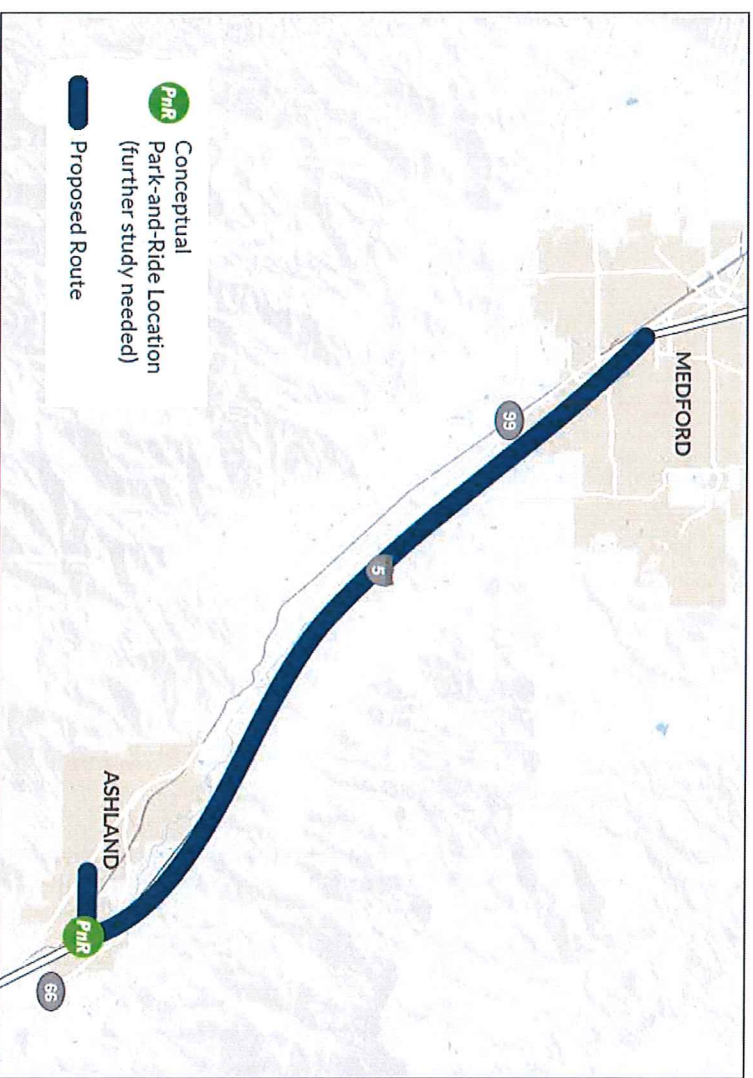 MEDFORD
99
5
PnR
Conceptual
Park-and-Ride Location
(further study needed)
Proposed Route
ASHLAND
PnR
66